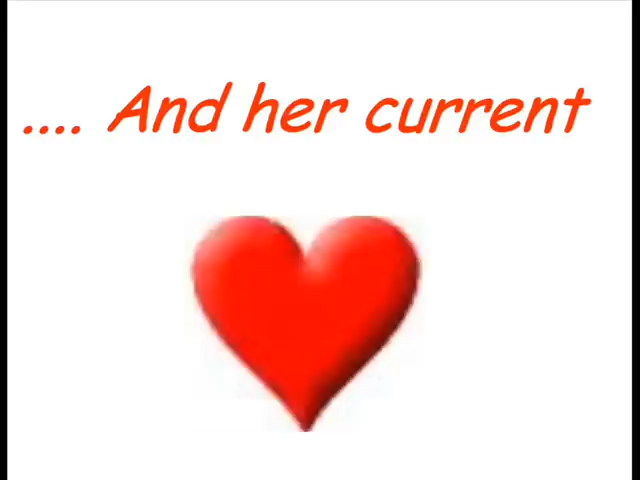 .... And her current